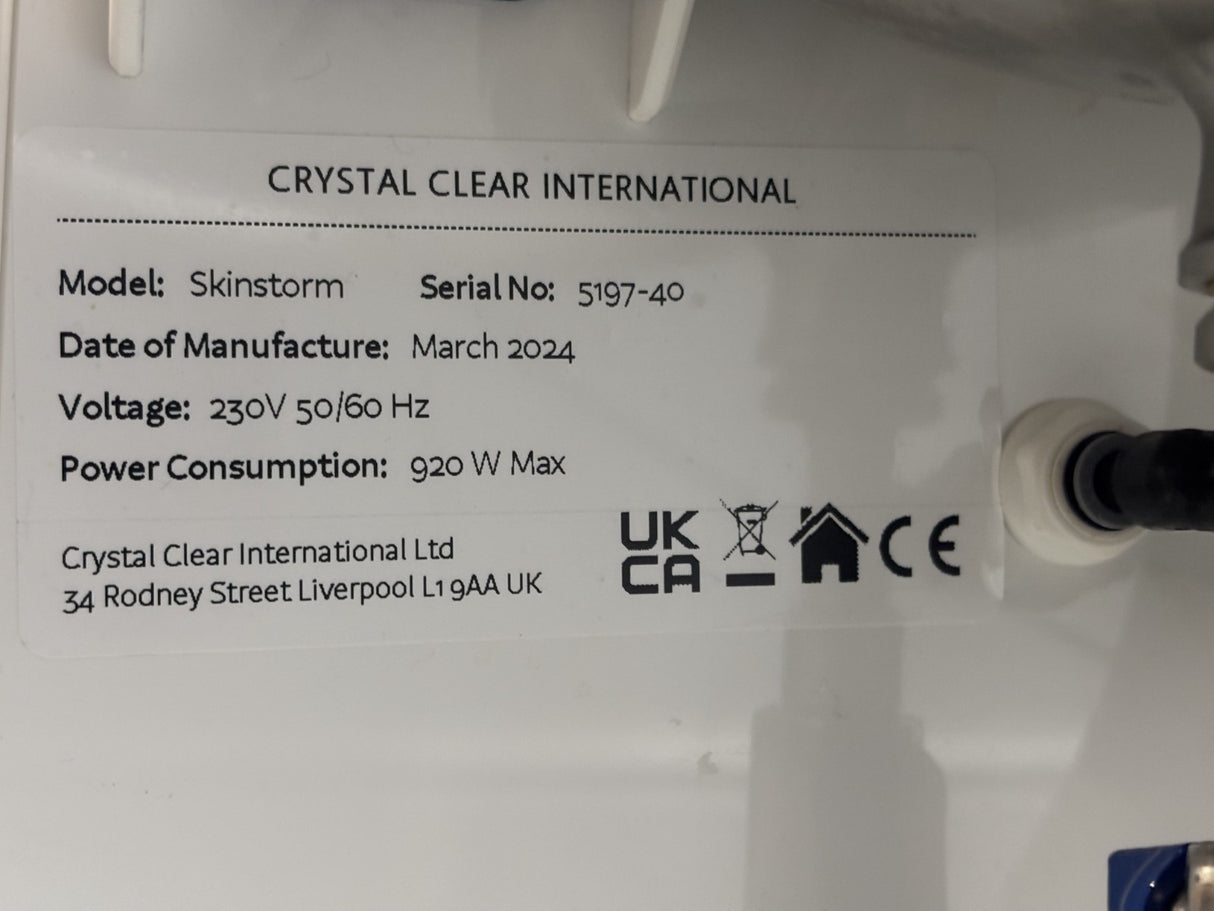 CRYSTAL CLEAR INTERNATIONAL
Model: Skinstorm Serial No: 5197-40
Date of Manufacture: March 2024
Voltage: 230V 50/60 Hz
Power Consumption: 920 W Max
Crystal Clear International Ltd
34 Rodney Street Liverpool L1 9AA UK
UK
CA
CE